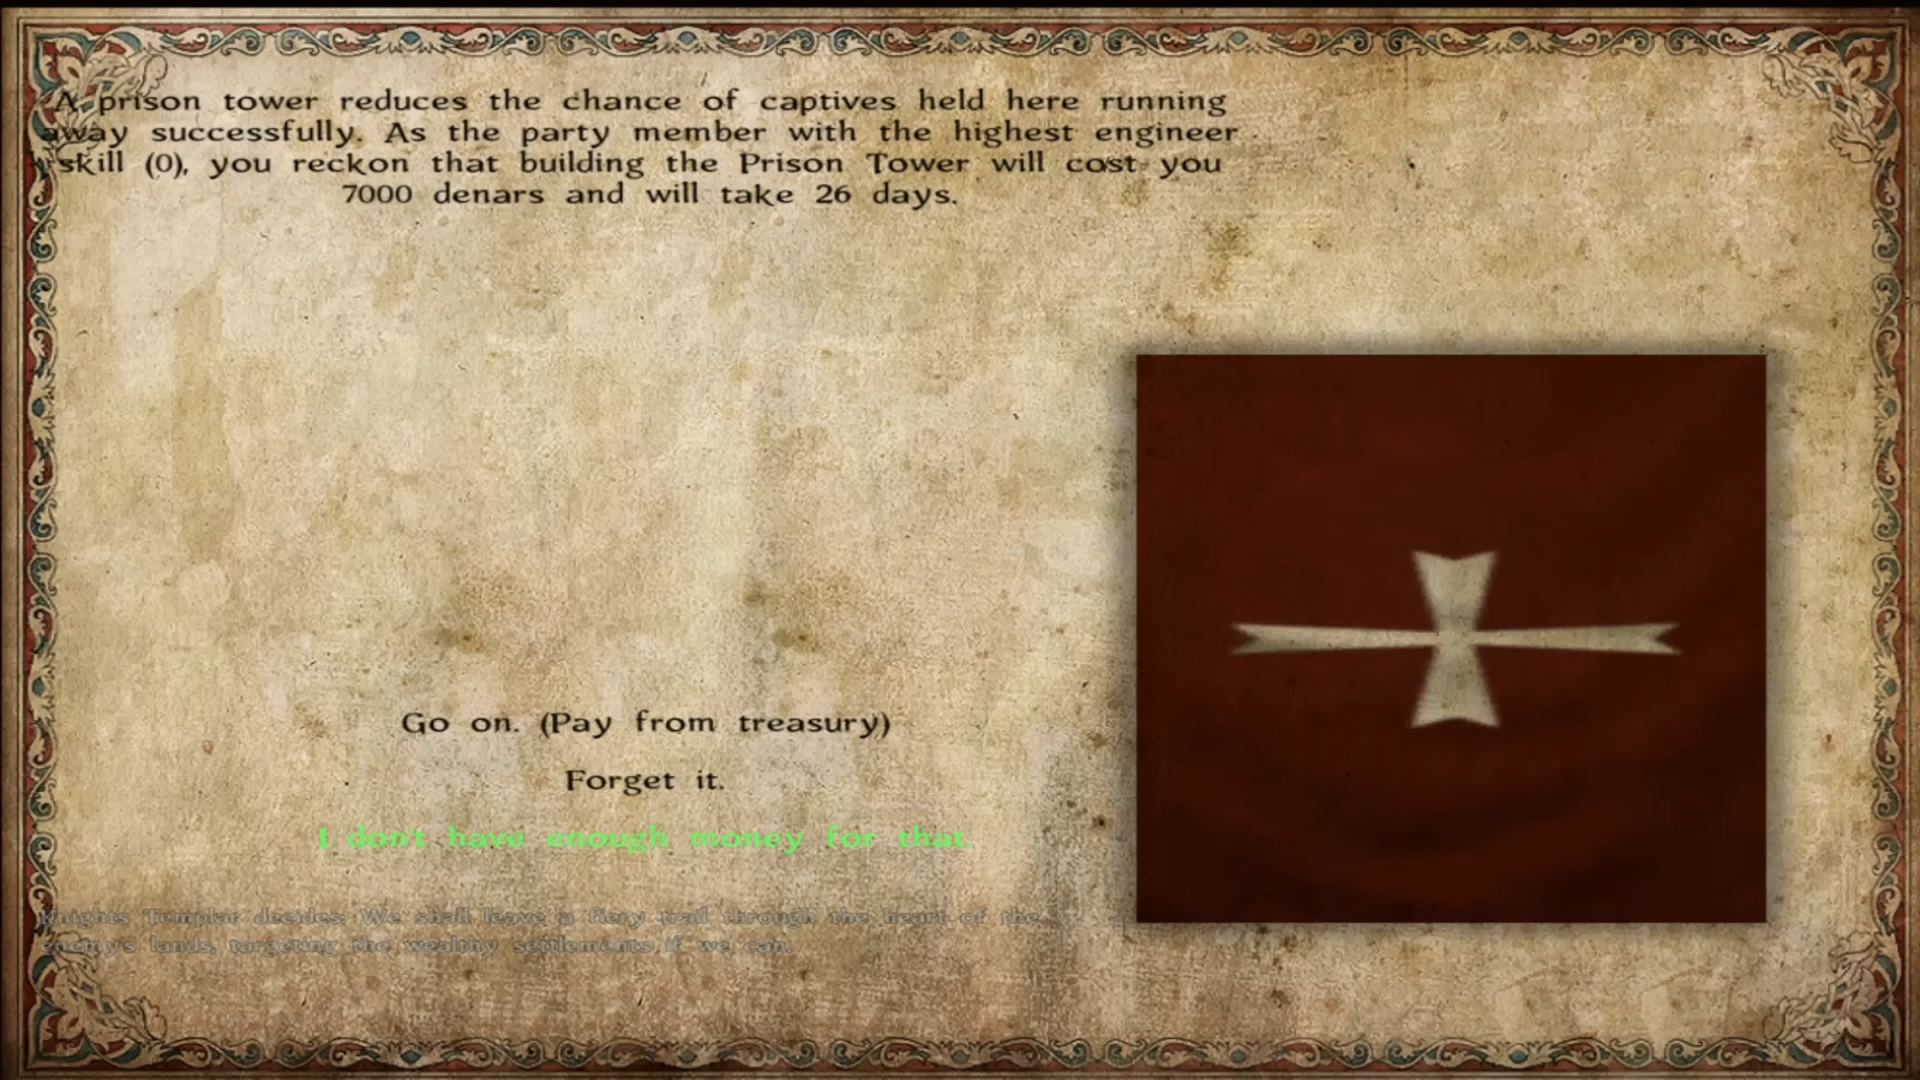 A prison tower reduces the chance of captives held here running
away successfully. As the party member with the highest engineer
skill (0), you reckon that building the Prison Tower will cost you
7000 denars and will take 26 days.
Go on. (Pay from treasury)
Forget it.
I don't have enough money for that.
Knights Templar decides: We shall leave a fiery trail through the heart of the
enemy's lands, targeting the wealthy settlements if we can.